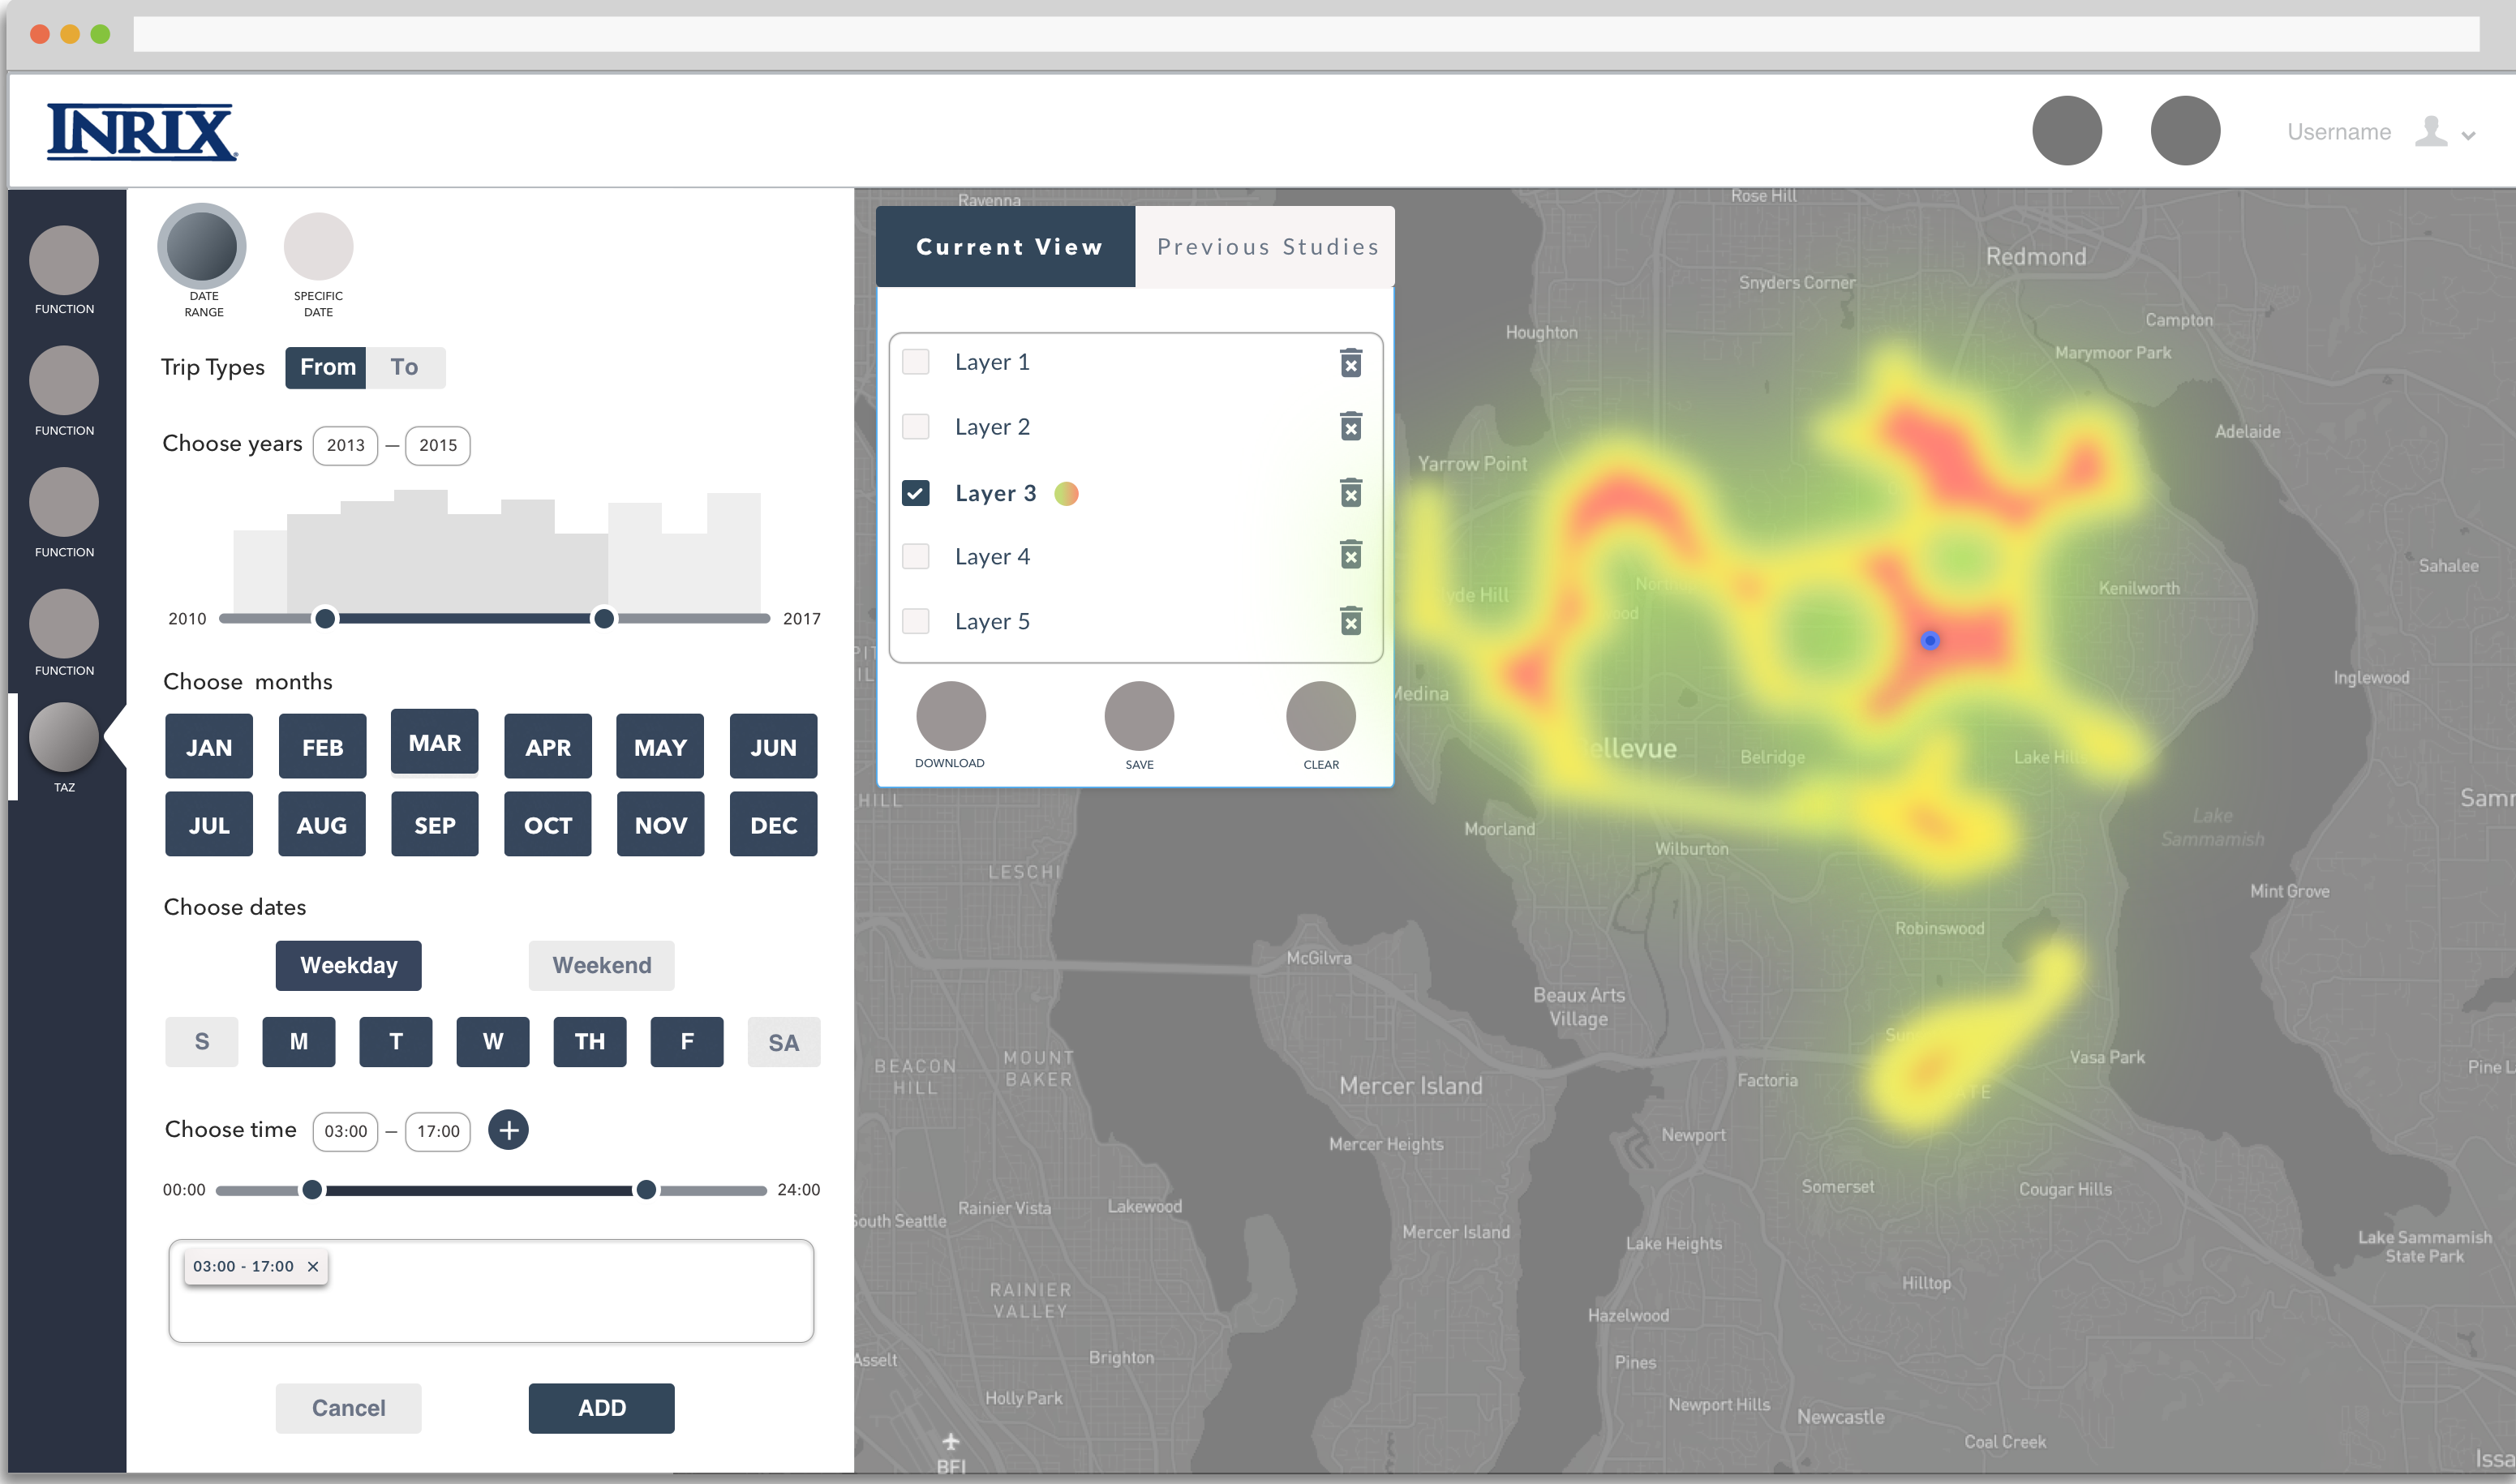 INRIX
Username
FUNCTION
FUNCTION
FUNCTION
FUNCTION
TAZ
DATE
RANGE
SPECIFIC
DATE
Trip Types
From
To
Choose years
2013
—
2015
2010
2017
Choose months
JAN
FEB
MAR
APR
MAY
JUN
JUL
AUG
SEP
OCT
NOV
DEC
Choose dates
Weekday
Weekend
S
M
T
W
TH
F
SA
Choose time
03:00
—
17:00
00:00
24:00
03:00 - 17:00
Cancel
ADD
Current View
Previous Studies
Layer 1
Layer 2
Layer 3
Layer 4
Layer 5
DOWNLOAD
SAVE
CLEAR
Ravenna
Rose Hill
Redmond
Snyders Corner
Houghton
Campton
Marymoor Park
Adelaide
Yarrow Point
Sahalee
Kenilworth
yde Hill
ood
Inglewood
Medina
ellevue
Belridge
Lake Hills
HILL
Samm
Lake
Sammamish
Moorland
Wilburton
LESCHI
Mint Grove
Robinswood
McGilvra
Beaux Arts
Village
BEACON
HILL
MOUNT
BAKER
Mercer Island
Factoria
Vasa Park
Pine L
Mercer Heights
Newport
Somerset
Cougar Hills
South Seattle
Rainier Vista
Lakewood
Mercer Island
Lake Heights
Lake Sammamish
State Park
Hilltop
RAINIER
VALLEY
Hazelwood
Asselt
Brighton
Pines
Holly Park
Newport Hills
Newcastle
Coal Creek
BFI
Issa